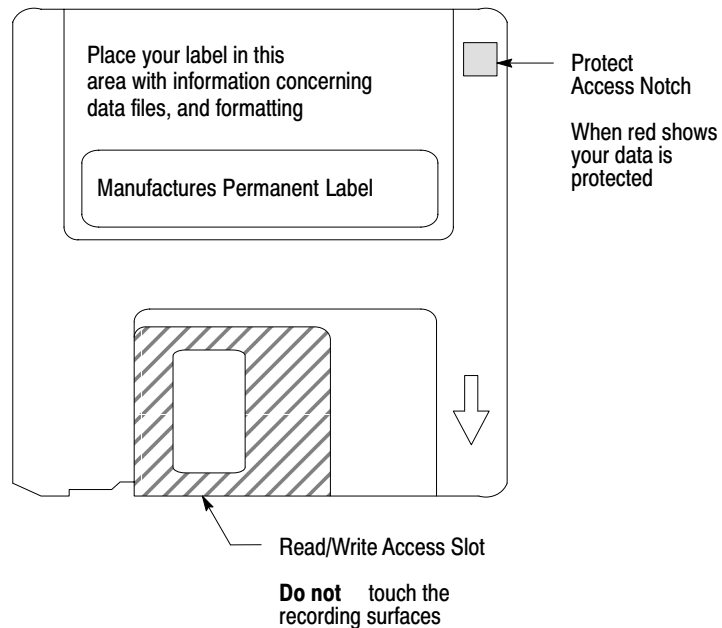 Place your label in this
area with information concerning
data files, and formatting
Manufactures Permanent Label
Protect
Access Notch
When red shows
your data is
protected
Read/Write Access Slot
Do not touch the
recording surfaces